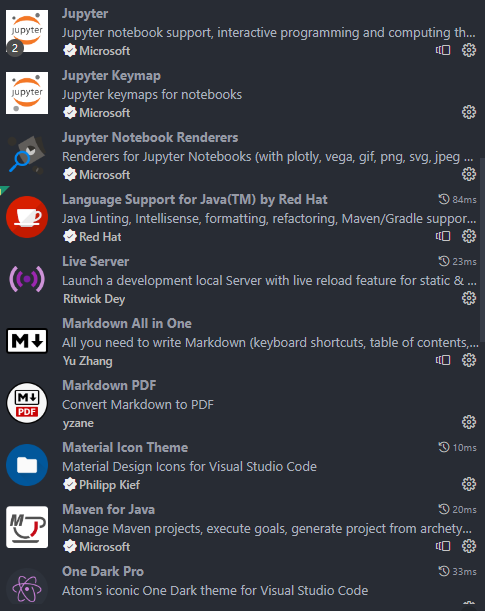 Jupyter
jupyter
2
Jupyter notebook support, interactive programming and computing th...
Microsoft
Jupyter Keymap
jupyter
Jupyter keymaps for notebooks
Microsoft
Jupyter Notebook Renderers
Renderers for Jupyter Notebooks (with plotly, vega, gif, png, svg, jpeg ...
Microsoft
Language Support for Java(TM) by Red Hat 84ms
Java Linting, Intellisense, formatting, refactoring, Maven/Gradle suppor...
Red Hat
Live Server 23ms
Launch a development local Server with live reload feature for static & ...
Ritwick Dey
Markdown All in One
M
All you need to write Markdown (keyboard shortcuts, table of contents,...
Yu Zhang
Markdown PDF
M
PDF
Convert Markdown to PDF
yzane
Material Icon Theme 10ms
Material Design Icons for Visual Studio Code
Philipp Kief
Maven for Java 20ms
M
Manage Maven projects, execute goals, generate project from archety...
Microsoft
One Dark Pro 33ms
Atom's iconic One Dark theme for Visual Studio Code